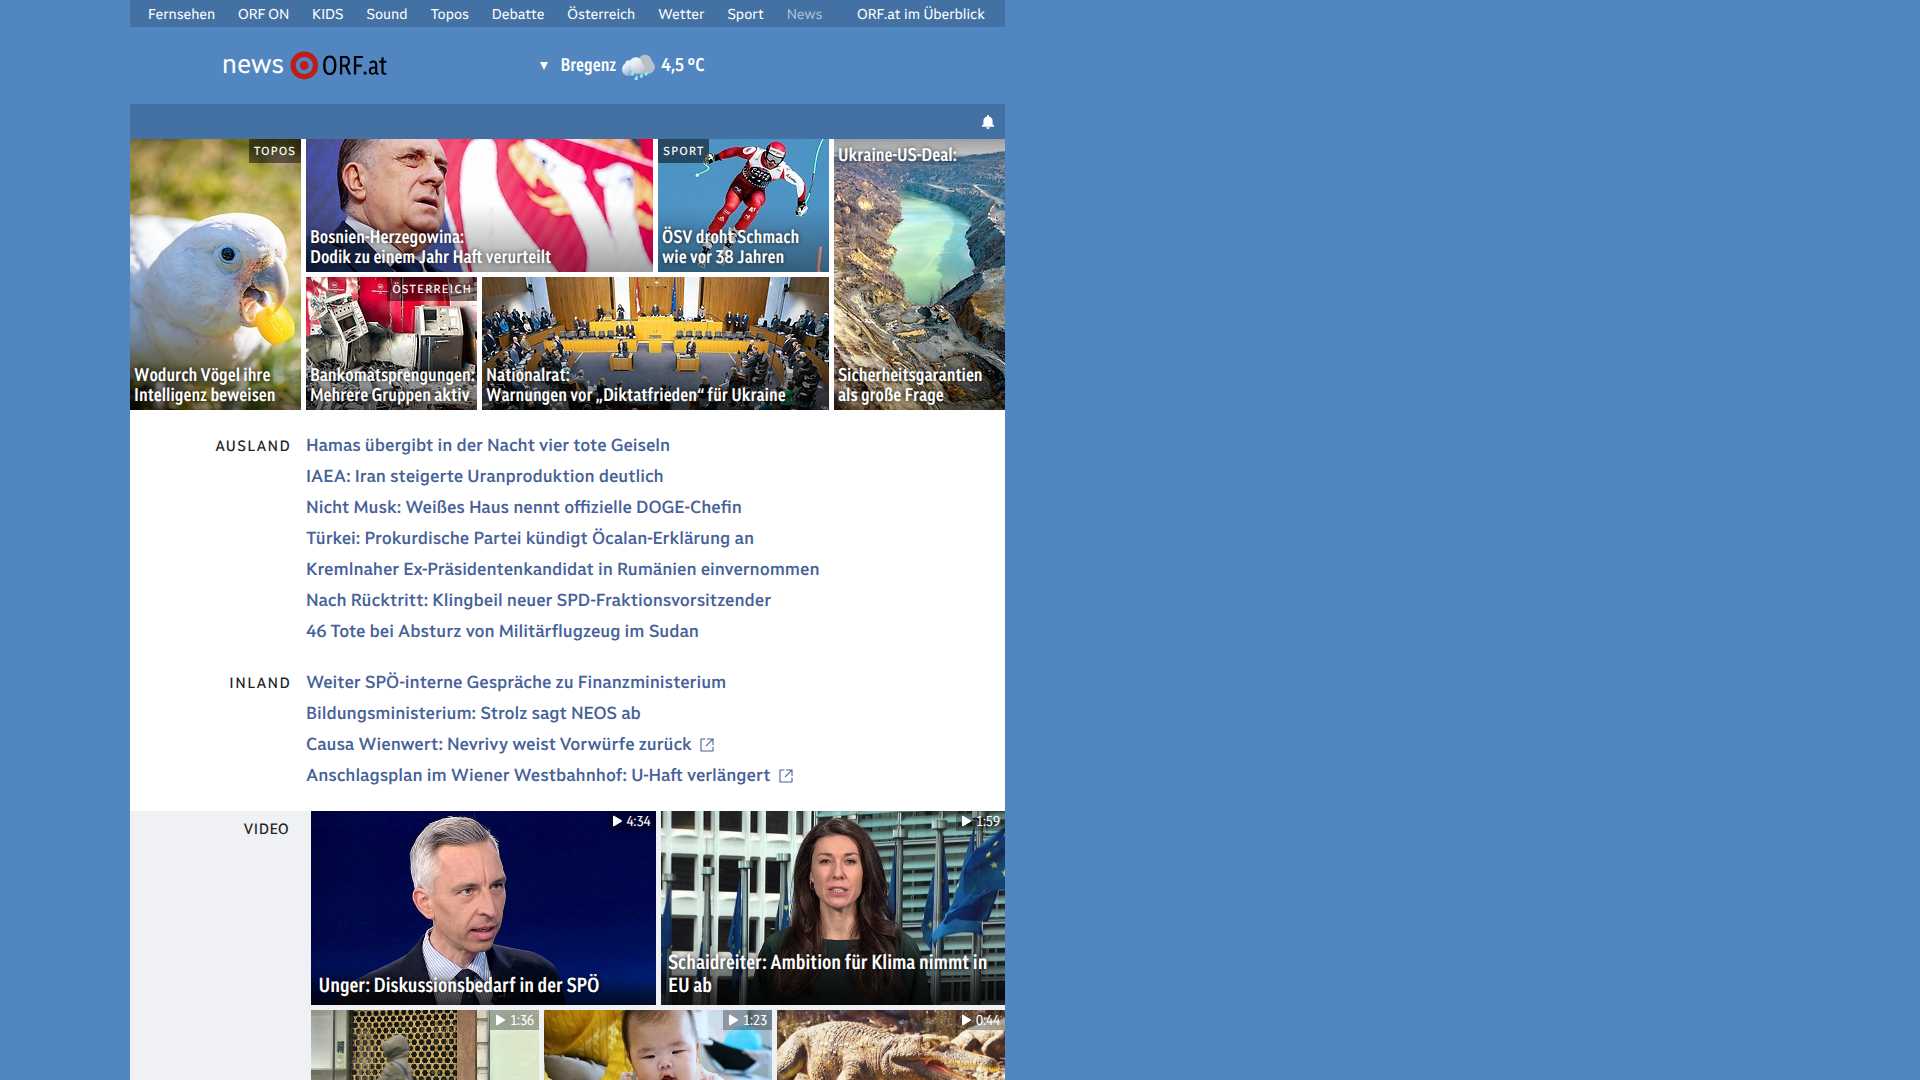 Fernsehen ORF ON KIDS Sound Topos Debatte Österreich Wetter Sport News ORF.at im Überblick
news ORF.at
▼ Bregenz 4,5 °C
TOPOS
Wodurch Vögel ihre
Intelligenz beweisen
Bosnien-Herzegowina:
Dodik zu einem Jahr Haft verurteilt
SPORT
ÖSV droht Schmach
wie vor 38 Jahren
Ukraine-US-Deal:
Sicherheitsgarantien
als große Frage
ÖSTERREICH
Bankomatsprengungen:
Mehrere Gruppen aktiv
Nationalrat:
Warnungen vor „Diktatfrieden“ für Ukraine
AUSLAND
Hamas übergibt in der Nacht vier tote Geiseln
IAEA: Iran steigerte Uranproduktion deutlich
Nicht Musk: Weißes Haus nennt offizielle DOGE-Chefin
Türkei: Prokurdische Partei kündigt Öcalan-Erklärung an
Kremlnaher Ex-Präsidentenkandidat in Rumänien einvernommen
Nach Rücktritt: Klingbeil neuer SPD-Fraktionsvorsitzender
46 Tote bei Absturz von Militärflugzeug im Sudan
INLAND
Weiter SPÖ-interne Gespräche zu Finanzministerium
Bildungsministerium: Strolz sagt NEOS ab
Causa Wienwert: Nevrivy weist Vorwürfe zurück
Anschlagsplan im Wiener Westbahnhof: U-Haft verlängert
VIDEO
4:34
Unger: Diskussionsbedarf in der SPÖ
1:59
Schaidreiter: Ambition für Klima nimmt in
EU ab
1:36
1:23
0:44